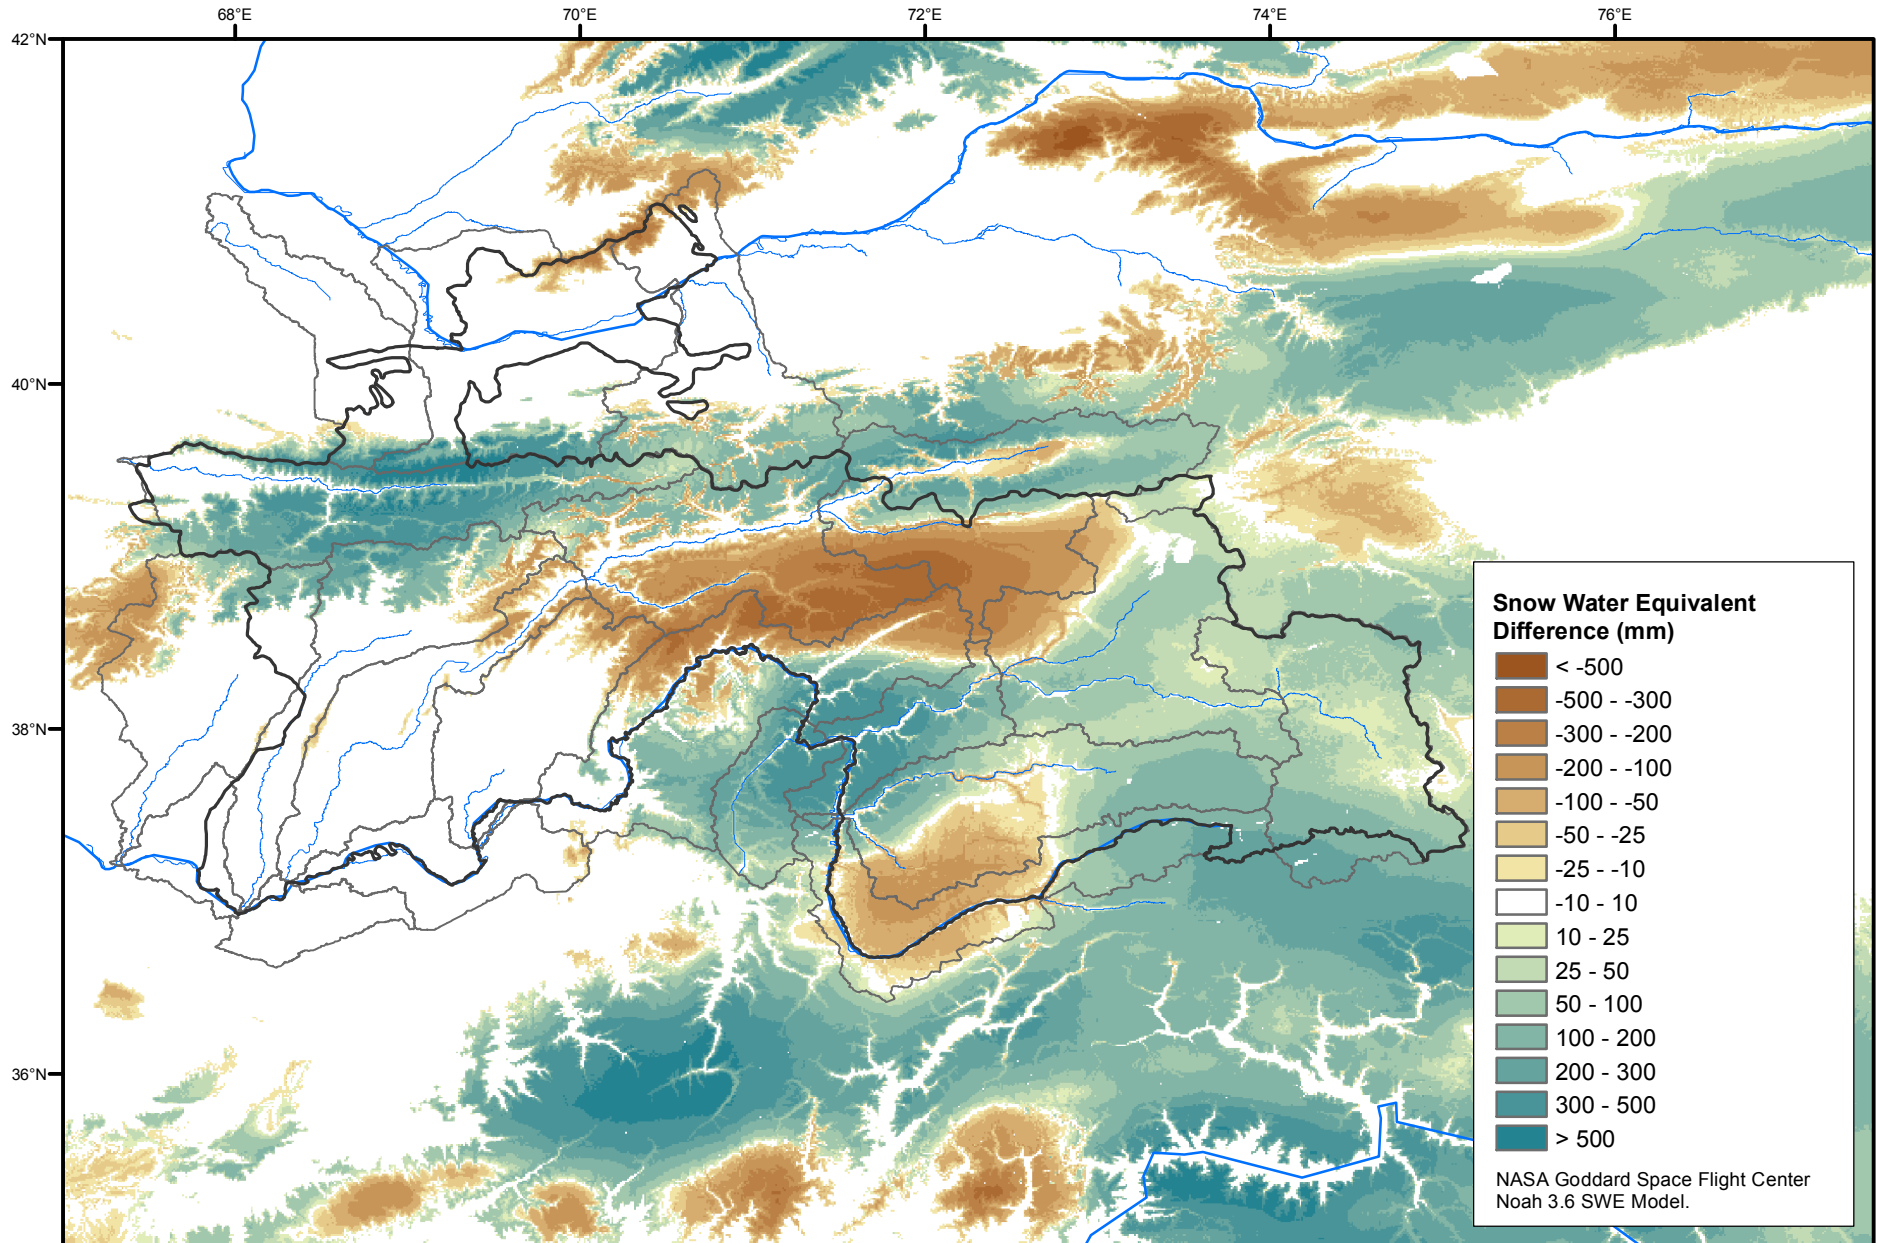 68°E
70°E
72°E
74°E
76°E
42°N
40°N
38°N
36°N
Snow Water Equivalent
Difference (mm)
< -500
-500 - -300
-300 - -200
-200 - -100
-100 - -50
-50 - -25
-25 - -10
-10 - 10
10 - 25
25 - 50
50 - 100
100 - 200
200 - 300
300 - 500
> 500
NASA Goddard Space Flight Center
Noah 3.6 SWE Model.